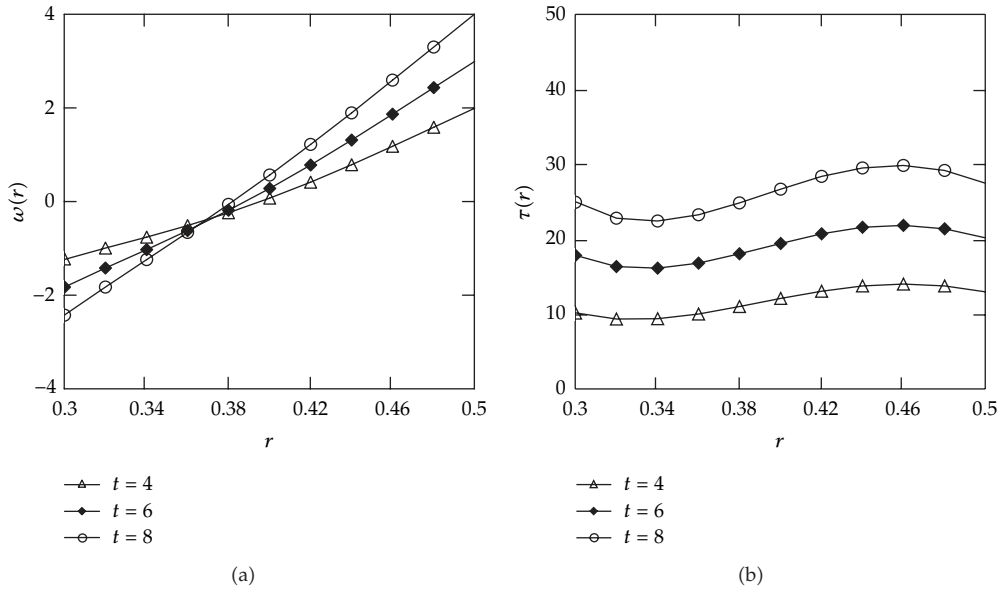 4
2
0
−2
−4
ω(r)
0.3 0.34 0.38 0.42 0.46 0.5
r
t = 4
t = 6
t = 8
(a)
50
40
30
20
10
0
τ(r)
0.3 0.34 0.38 0.42 0.46 0.5
r
t = 4
t = 6
t = 8
(b)